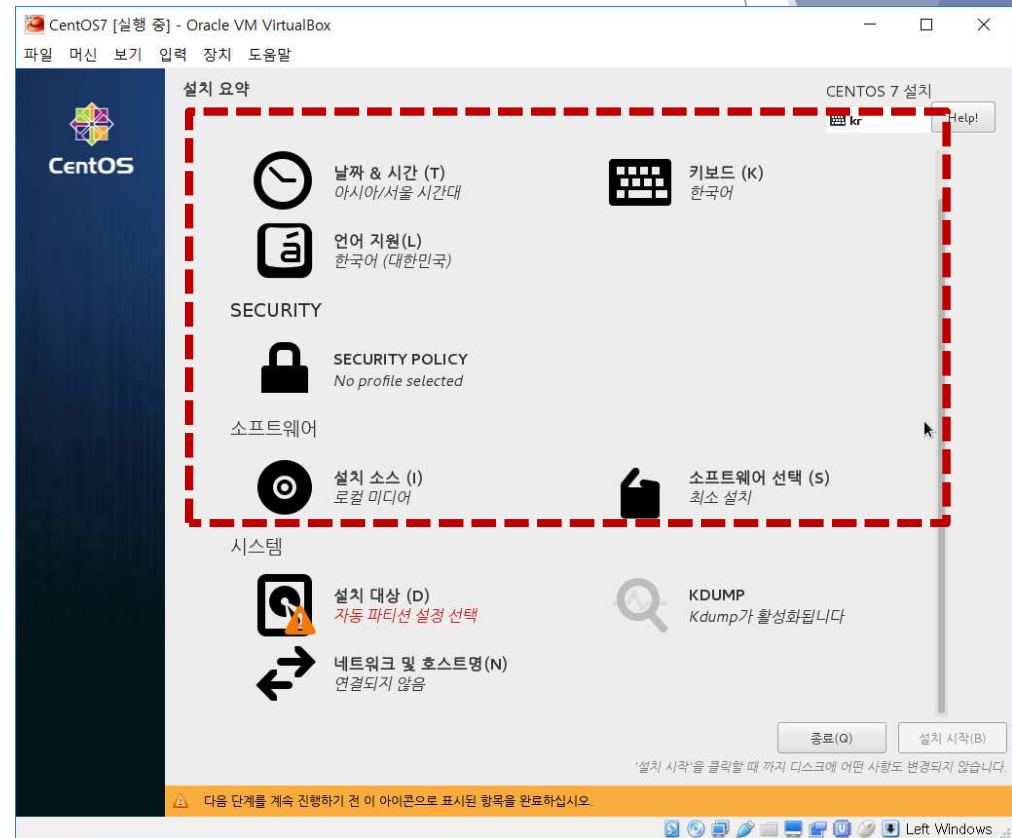 CentOS7 [실행 중] - Oracle VM VirtualBox
파일 머신 보기 입력 장치 도움말
설치 요약
CENTOS 7 설치
kr
Help!
CentOS
날짜 & 시간 (T)
아시아/서울 시간대
키보드 (K)
한국어
언어 지원(L)
한국어 (대한민국)
SECURITY
SECURITY POLICY
No profile selected
소프트웨어
설치 소스 (I)
로컬 미디어
소프트웨어 선택 (S)
최소 설치
시스템
설치 대상 (D)
자동 파티션 설정 선택
KDUMP
Kdump가 활성화됩니다
네트워크 및 호스트명(N)
연결되지 않음
종료(Q)
설치 시작(B)
'설치 시작'을 클릭할 때 까지 디스크에 어떤 사항도 변경되지 않습니다.
다음 단계를 계속 진행하기 전 이 아이콘으로 표시된 항목을 완료하십시오.
Left Windows